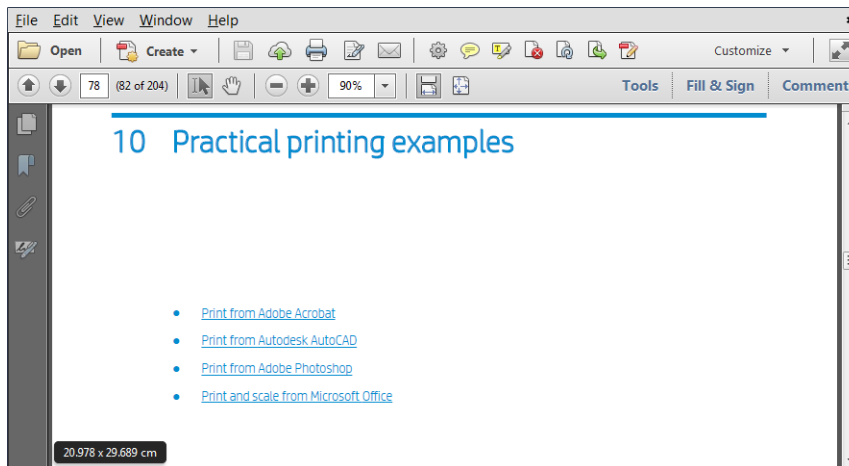 File Edit View Window Help
Open Create Customize
78 (82 of 204) 90% Tools Fill & Sign Comment
10 Practical printing examples
• Print from Adobe Acrobat
• Print from Autodesk AutoCAD
• Print from Adobe Photoshop
• Print and scale from Microsoft Office
20.978 x 29.689 cm